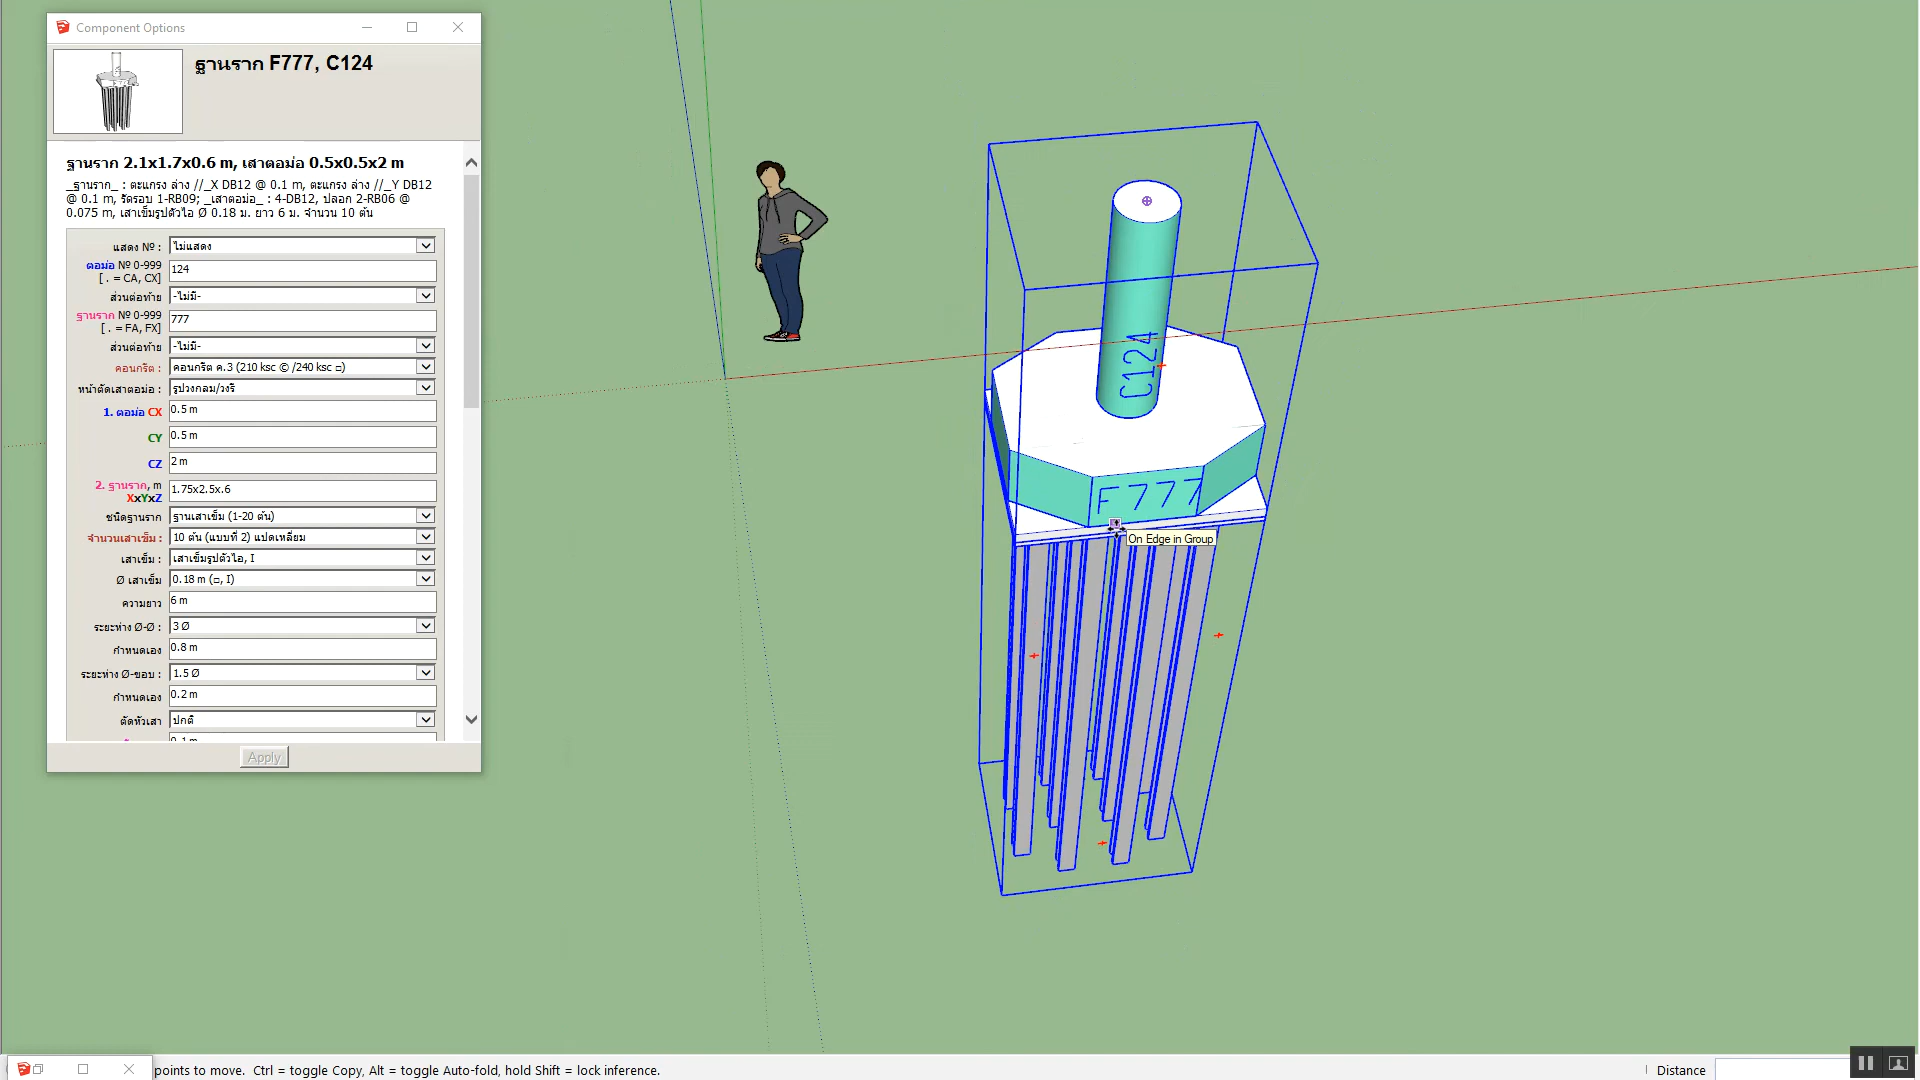 Component Options
ฐานราก F777, C124
ฐานราก 2.1x1.7x0.6 m, เสาตอม่อ 0.5x0.5x2 m
_ฐานราก_ : ตะแกรง ล่าง //_X DB12 @ 0.1 m, ตะแกรง ล่าง //_Y DB12
@ 0.1 m, รัดรอบ 1-RB09; _เสาตอม่อ_ : 4-DB12, ปลอก 2-RB06 @
0.075 m, เสาเข็มรูปตัวไอ Ø 0.18 ม. ยาว 6 ม. จำนวน 10 ต้น
แสดง № : ไม่แสดง
ตอม่อ № 0-999 124
[ . = CA, CX]
ส่วนต่อท้าย -ไม่มี-
ฐานราก № 0-999 777
[ . = FA, FX]
ส่วนต่อท้าย -ไม่มี-
คอนกรีต : คอนกรีต ค.3 (210 ksc © /240 ksc □)
หน้าตัดเสาตอม่อ : รูปวงกลม/วงรี
1. ตอม่อ CX 0.5 m
CY 0.5 m
CZ 2 m
2. ฐานราก, m 1.75x2.5x.6
XxYxZ
ชนิดฐานราก ฐานเสาเข็ม (1-20 ต้น)
จำนวนเสาเข็ม : 10 ต้น (แบบที่ 2) แปดเหลี่ยม
เสาเข็ม : เสาเข็มรูปตัวไอ, I
Ø เสาเข็ม 0.18 m (□, I)
ความยาว 6 m
ระยะห่าง Ø-Ø : 3 Ø
กำหนดเอง 0.8 m
ระยะห่าง Ø-ขอบ : 1.5 Ø
กำหนดเอง 0.2 m
ตัดหัวเสา ปกติ
Apply
C124
F777
On Edge in Group
points to move. Ctrl = toggle Copy, Alt = toggle Auto-fold, hold Shift = lock inference.
Distance